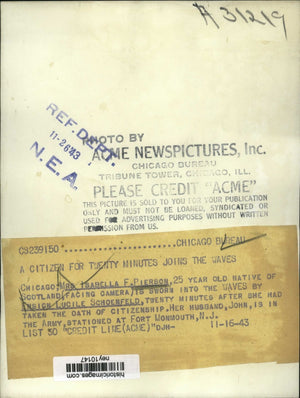 A 31219
REF. DEPT.
11-26-43
N.E.A.
PHOTO BY
ACME NEWSPICTURES, Inc.
CHICAGO BUREAU
TRIBUNE TOWER, CHICAGO, ILL.
PLEASE CREDIT "ACME"
THIS PICTURE IS SOLD TO YOU FOR YOUR PUBLICATION
ONLY AND MUST NOT BE LOANED, SYNDICATED OR
USED FOR ADVERTISING PURPOSES WITHOUT WRITTEN
PERMISSION FROM US.
CS239150 CHICAGO BUREAU
A CITIZEN FOR TWENTY MINUTES JOINS THE WAVES
CHICAGO: MRS. ISABELLA F. PIERSON, 25 YEAR OLD NATIVE OF
SCOTLAND (FACING CAMERA) IS SWORN INTO THE WAVES BY
ENSIGN LUCILE SCHOENFELD, TWENTY MINUTES AFTER SHE HAD
TAKEN THE OATH OF CITIZENSHIP. HER HUSBAND, JOHN, IS IN
THE ARMY, STATIONED AT FORT MONMOUTH, N.J.
LIST 30 "CREDIT LINE (ACME)" DJH- 11-16-43
historicimages.com
ney10147